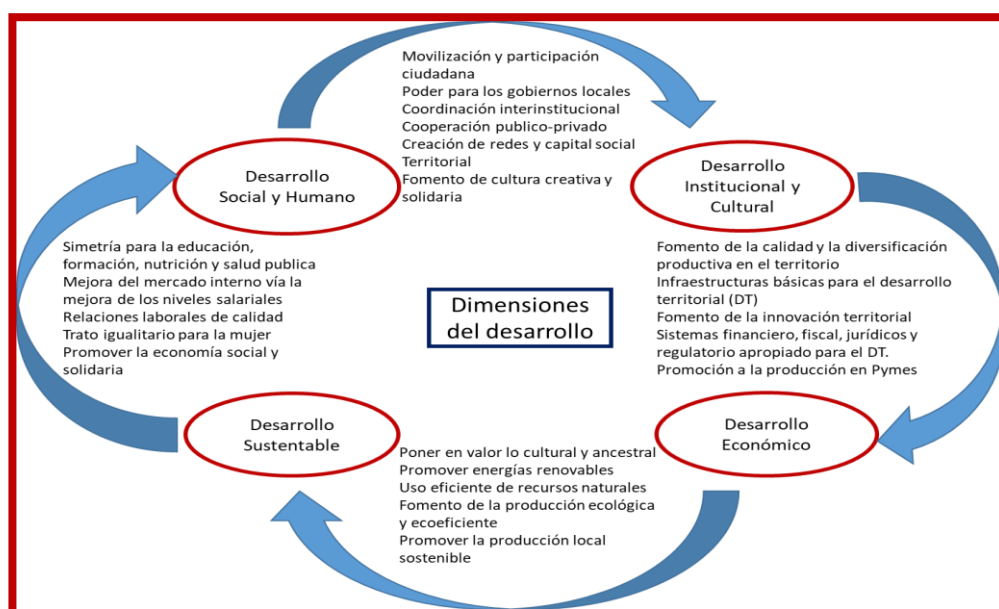 Movilización y participación
ciudadana
Poder para los gobiernos locales
Coordinación interinstitucional
Cooperación publico-privado
Creación de redes y capital social
Territorial
Fomento de cultura creativa y
solidaria
Desarrollo
Social y Humano
Desarrollo
Institucional y
Cultural
Simetría para la educación,
formación, nutrición y salud publica
Mejora del mercado interno vía la
mejora de los niveles salariales
Relaciones laborales de calidad
Trato igualitario para la mujer
Promover la economía social y
solidaria
Dimensiones
del desarrollo
Fomento de la calidad y la diversificación
productiva en el territorio
Infraestructuras básicas para el desarrollo
territorial (DT)
Fomento de la innovación territorial
Sistemas financiero, fiscal, jurídicos y
regulatorio apropiado para el DT.
Promoción a la producción en Pymes
Desarrollo
Sustentable
Desarrollo
Económico
Poner en valor lo cultural y ancestral
Promover energías renovables
Uso eficiente de recursos naturales
Fomento de la producción ecológica
y ecoeficiente
Promover la producción local
sostenible